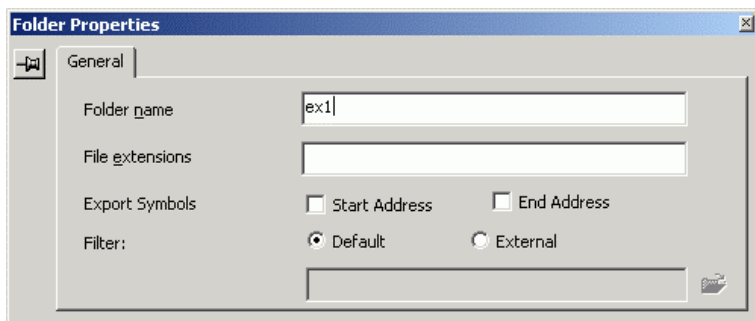 Folder Properties
General
Folder name ex1
File extensions
Export Symbols Start Address End Address
Filter: Default External